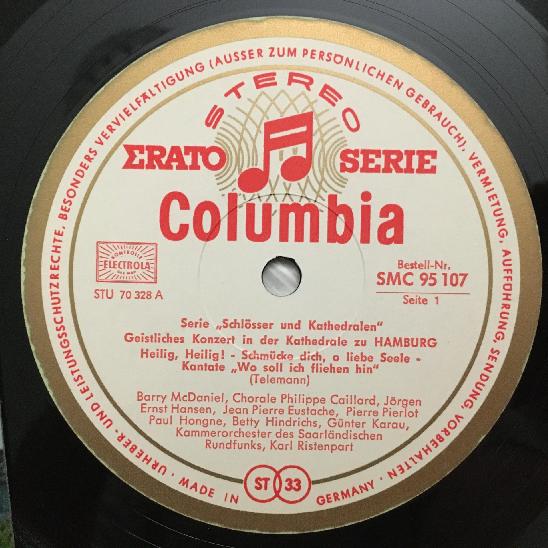 URHEBER- UND LEISTUNGSSCHUTZRECHTE, BESONDERS VERVIELFÄLTIGUNG (AUSSER ZUM PERSÖNLICHEN GEBRAUCH), VERMIETUNG, AUFFÜHRUNG, SENDUNG, VORBEHALTEN ·
STEREO
ΣRATO SERIE
Columbia
ELECTROLA
STU 70 328 A
Bestell-Nr.
SMC 95 107
Seite 1
Serie „Schlösser und Kathedralen"
Geistliches Konzert in der Kathedrale zu HAMBURG
Heilig, Heilig! - Schmücke dich, o liebe Seele -
Kantate „Wo soll ich fliehen hin"
(Telemann)
Barry McDaniel, Chorale Philippe Caillard, Jörgen
Ernst Hansen, Jean Pierre Eustache, Pierre Pierlot
Paul Hongne, Betty Hindrichs, Günter Karau,
Kammerorchester des Saarländischen
Rundfunks, Karl Ristenpart
ST 33
· MADE IN GERMANY ·